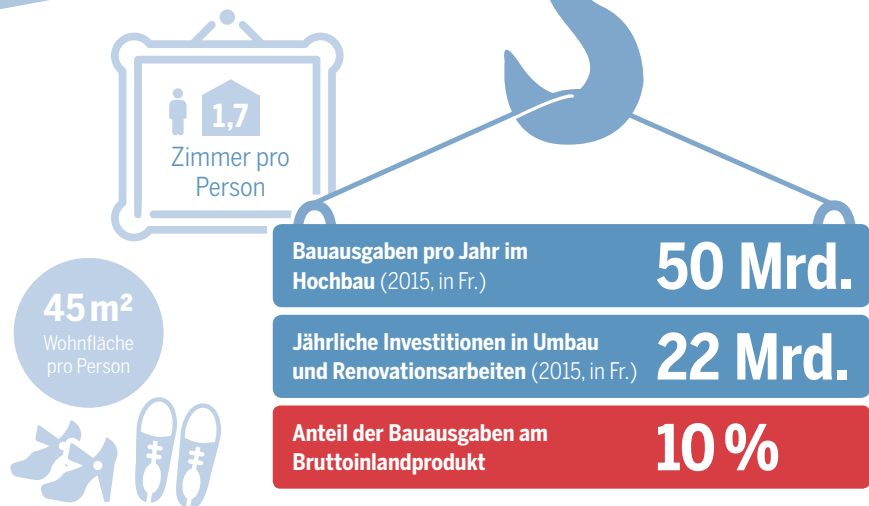 1,7
Zimmer pro
Person
45 m²
Wohnfläche
pro Person
Bauausgaben pro Jahr im
Hochbau (2015, in Fr.)
50 Mrd.
Jährliche Investitionen in Umbau
und Renovationsarbeiten (2015, in Fr.)
22 Mrd.
Anteil der Bauausgaben am
Bruttoinlandprodukt
10 %